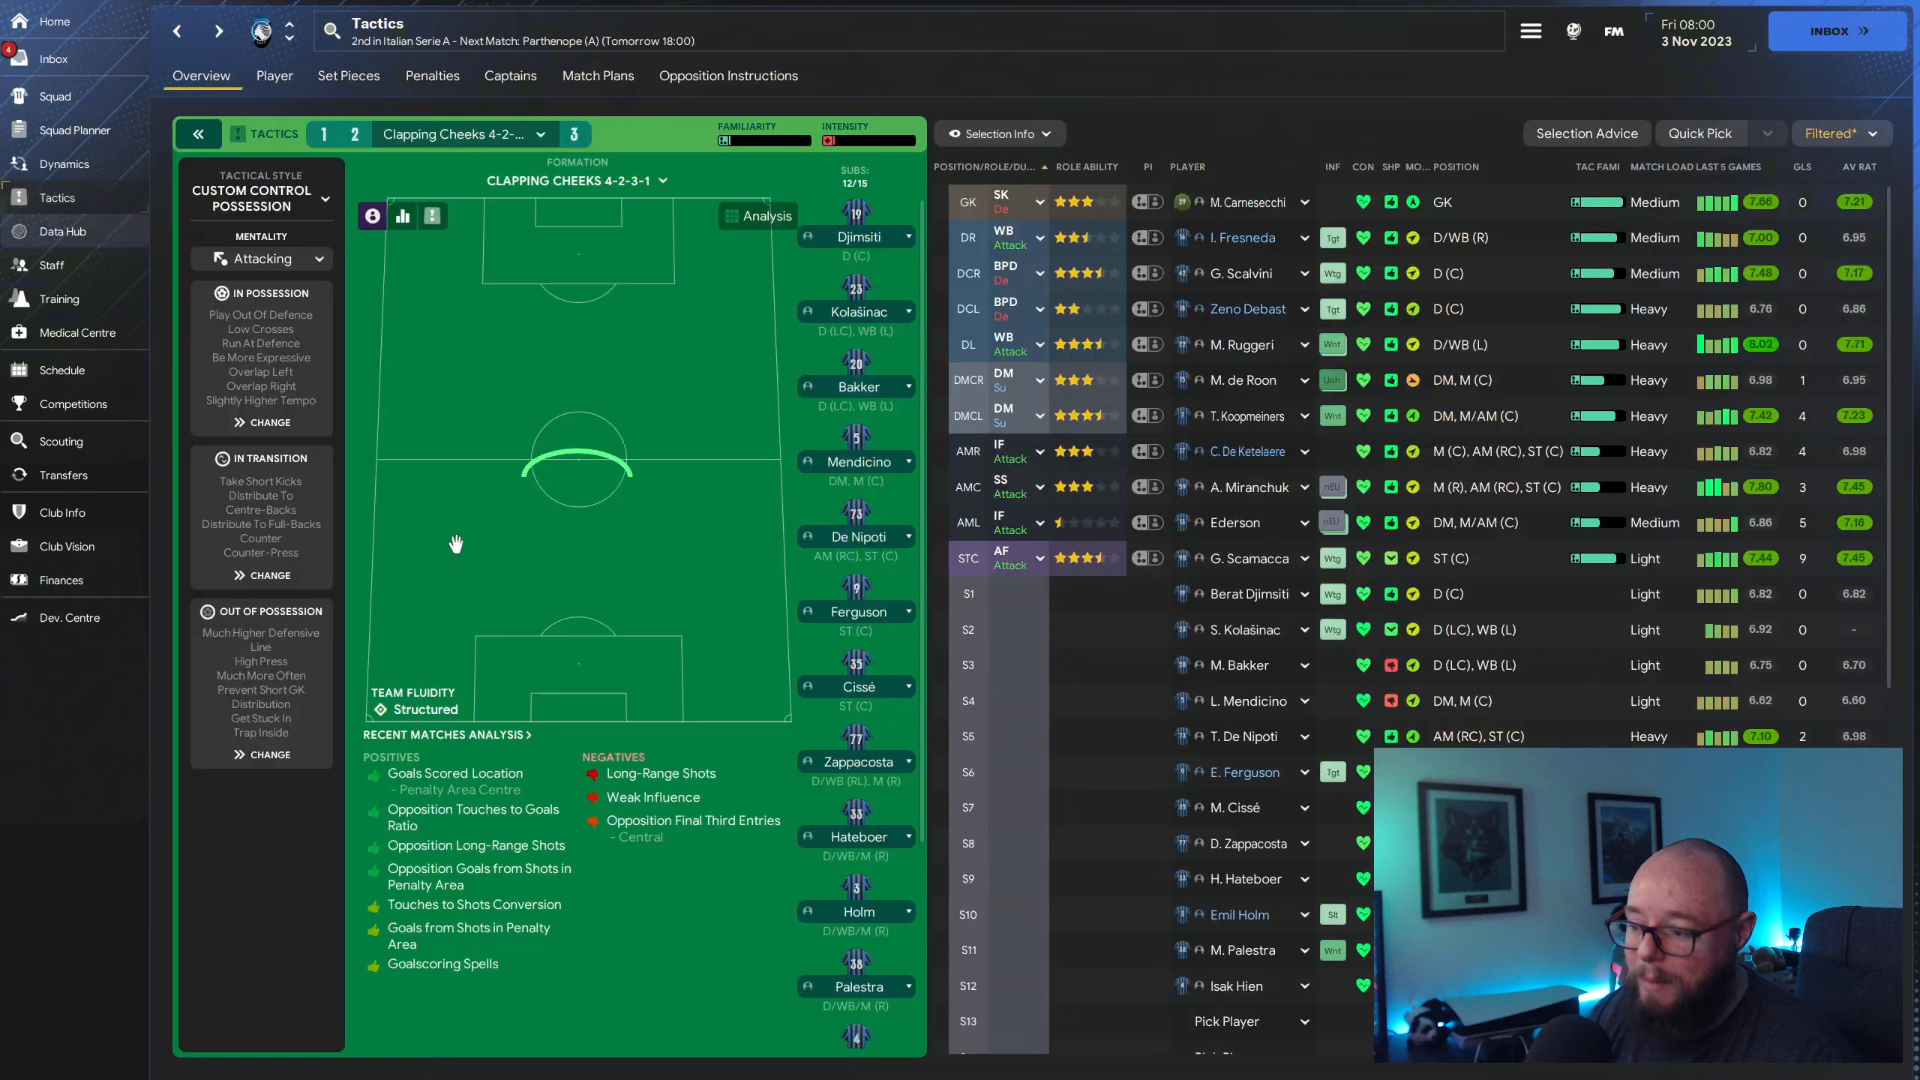 Home
4
Inbox
Squad
Squad Planner
Dynamics
Tactics
Data Hub
Staff
Training
Medical Centre
Schedule
Competitions
Scouting
Transfers
Club Info
Club Vision
Finances
Dev. Centre
Tactics
2nd in Italian Serie A - Next Match: Parthenope (A) (Tomorrow 18:00)
FM
Fri 08:00
3 Nov 2023
INBOX
Overview Player Set Pieces Penalties Captains Match Plans Opposition Instructions
TACTICS 1 2 Clapping Cheeks 4-2-... 3
FAMILIARITY INTENSITY
TACTICAL STYLE
CUSTOM CONTROL
POSSESSION
MENTALITY
Attacking
IN POSSESSION
Play Out Of Defence
Low Crosses
Run At Defence
Be More Expressive
Overlap Left
Overlap Right
Slightly Higher Tempo
CHANGE
IN TRANSITION
Take Short Kicks
Distribute To
Centre-Backs
Distribute To Full-Backs
Counter
Counter-Press
CHANGE
OUT OF POSSESSION
Much Higher Defensive
Line
High Press
Much More Often
Prevent Short GK
Distribution
Get Stuck In
Trap Inside
CHANGE
FORMATION
CLAPPING CHEEKS 4-2-3-1
Analysis
TEAM FLUIDITY
Structured
RECENT MATCHES ANALYSIS >
POSITIVES
Goals Scored Location
- Penalty Area Centre
Opposition Touches to Goals
Ratio
Opposition Long-Range Shots
Opposition Goals from Shots in
Penalty Area
Touches to Shots Conversion
Goals from Shots in Penalty
Area
Goalscoring Spells
NEGATIVES
Long-Range Shots
Weak Influence
Opposition Final Third Entries
- Central
SUBS:
12/15
19
Djimsiti
D (C)
23
Kolašinac
D (LC), WB (L)
20
Bakker
D (LC), WB (L)
5
Mendicino
DM, M (C)
73
De Nipoti
AM (RC), ST (C)
9
Ferguson
ST (C)
35
Cissé
ST (C)
77
Zappacosta
D/WB (RL), M (R)
33
Hateboer
D/WB/M (R)
3
Holm
D/WB/M (R)
38
Palestra
D/WB/M (R)
4
Selection Info Selection Advice Quick Pick Filtered*
POSITION/ROLE/DU... ROLE ABILITY PI PLAYER INF CON SHP MO... POSITION TAC FAMI MATCH LOAD LAST 5 GAMES GLS AV RAT
GK SK De M. Carnesecchi GK Medium 7.66 0 7.21
DR WB Attack I. Fresneda Tgt D/WB (R) Medium 7.00 0 6.95
DCR BPD De G. Scalvini Wtg D (C) Medium 7.48 0 7.17
DCL BPD De Zeno Debast Tgt D (C) Heavy 6.76 0 6.86
DL WB Attack M. Ruggeri Wnt D/WB (L) Heavy 8.02 0 7.71
DMCR DM Su M. de Roon Unh DM, M (C) Heavy 6.98 1 6.95
DMCL DM Su T. Koopmeiners Wnt DM, M/AM (C) Heavy 7.42 4 7.23
AMR IF Attack C. De Ketelaere M (C), AM (RC), ST (C) Heavy 6.82 4 6.98
AMC SS Attack A. Miranchuk nEU M (R), AM (RC), ST (C) Heavy 7.80 3 7.45
AML IF Attack Ederson nEU DM, M/AM (C) Medium 6.86 5 7.16
STC AF Attack G. Scamacca Wtg ST (C) Light 7.44 9 7.45
S1 Berat Djimsiti Wtg D (C) Light 6.82 0 6.82
S2 S. Kolašinac Wtg D (LC), WB (L) Light 6.92 0 -
S3 M. Bakker D (LC), WB (L) Light 6.75 0 6.70
S4 L. Mendicino DM, M (C) Light 6.62 0 6.60
S5 T. De Nipoti AM (RC), ST (C) Heavy 7.10 2 6.98
S6 E. Ferguson Tgt
S7 M. Cissé
S8 D. Zappacosta
S9 H. Hateboer
S10 Emil Holm Slt
S11 M. Palestra Wnt
S12 Isak Hien
S13 Pick Player